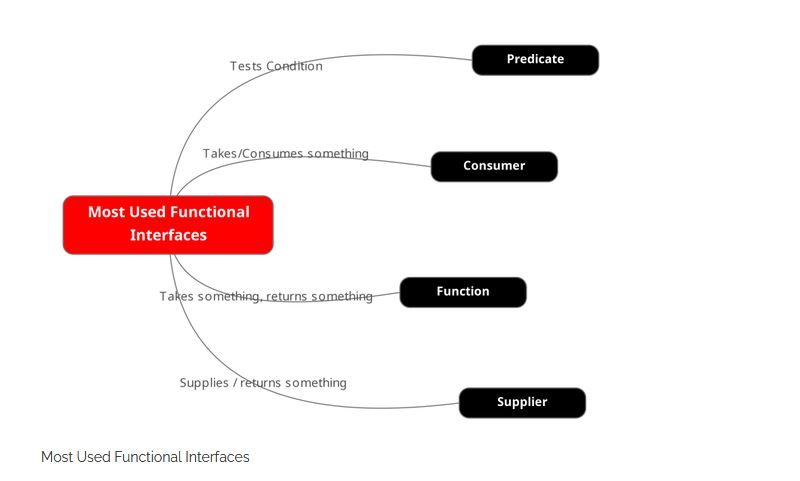 Tests Condition
Predicate
Takes/Consumes something
Consumer
Most Used Functional
Interfaces
Takes something, returns something
Function
Supplies / returns something
Supplier
Most Used Functional Interfaces